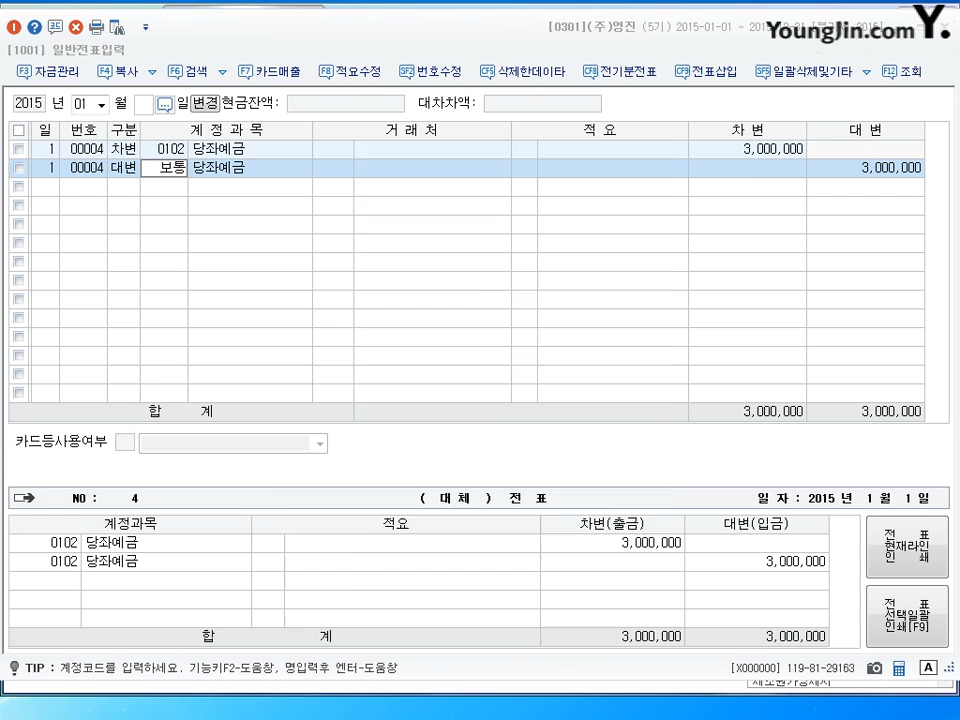 [0301](주)영진 (5기) 2015-01-01 ~ 2015
YoungJin.com Y.
[1001] 일반전표입력
F3 자금관리 F4 복사 F6 검색 F7 카드매출 F8 적요수정 SF2 번호수정 CF5 삭제한데이타 CF8 전기분전표 CF9 전표삽입 SF5 일괄삭제및기타 F12 조회
2015 년 01 월 일 변경 현금잔액: 대차차액:
일 번호 구분 계 정 과 목 거 래 처 적 요 차 변 대 변
1 00004 차변 0102 당좌예금 3,000,000
1 00004 대변 보통 당좌예금 3,000,000
합 계 3,000,000 3,000,000
카드등사용여부
NO : 4 ( 대 체 ) 전 표 일 자 : 2015 년 1 월 1 일
계정과목 적요 차변(출금) 대변(입금)
0102 당좌예금 3,000,000
0102 당좌예금 3,000,000
합 계 3,000,000 3,000,000
전 표
현재라인
인 쇄
전 표
선택일괄
인쇄[F9]
TIP : 계정코드를 입력하세요. 기능키F2-도움창, 명입력후 엔터-도움창 [X000000] 119-81-29163 A